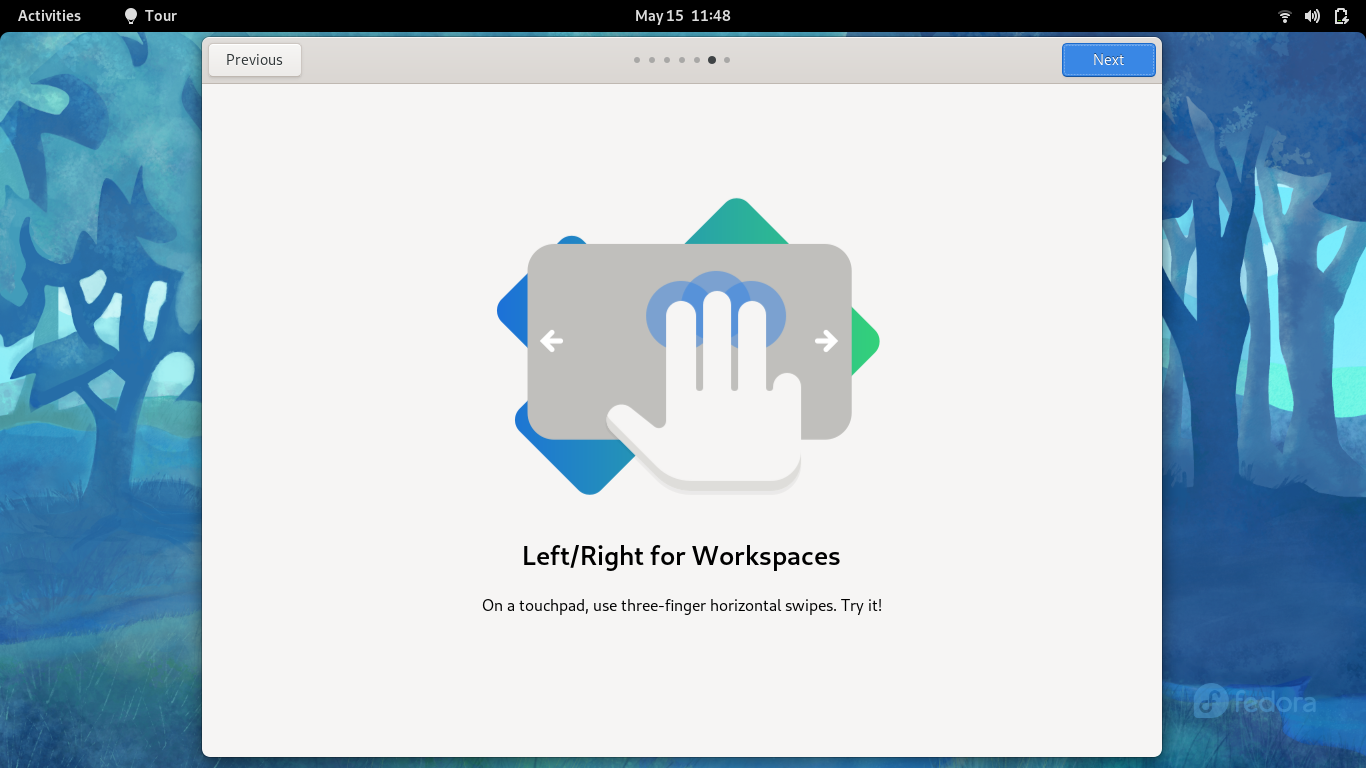 Activities
Tour
May 15 11:48
Previous
Next
Left/Right for Workspaces
On a touchpad, use three-finger horizontal swipes. Try it!
fedora